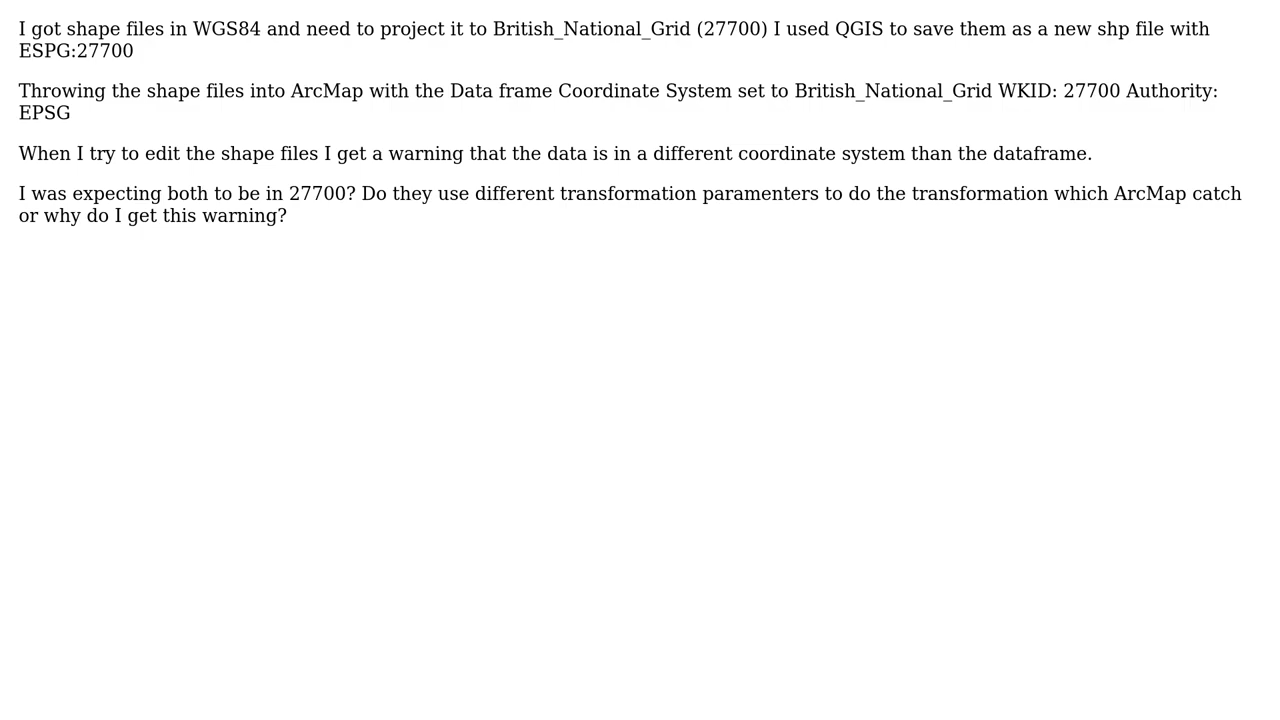 I got shape files in WGS84 and need to project it to British_National_Grid (27700) I used QGIS to save them as a new shp file with
ESPG:27700
Throwing the shape files into ArcMap with the Data frame Coordinate System set to British_National_Grid WKID: 27700 Authority:
EPSG
When I try to edit the shape files I get a warning that the data is in a different coordinate system than the dataframe.
I was expecting both to be in 27700? Do they use different transformation paramenters to do the transformation which ArcMap catch
or why do I get this warning?